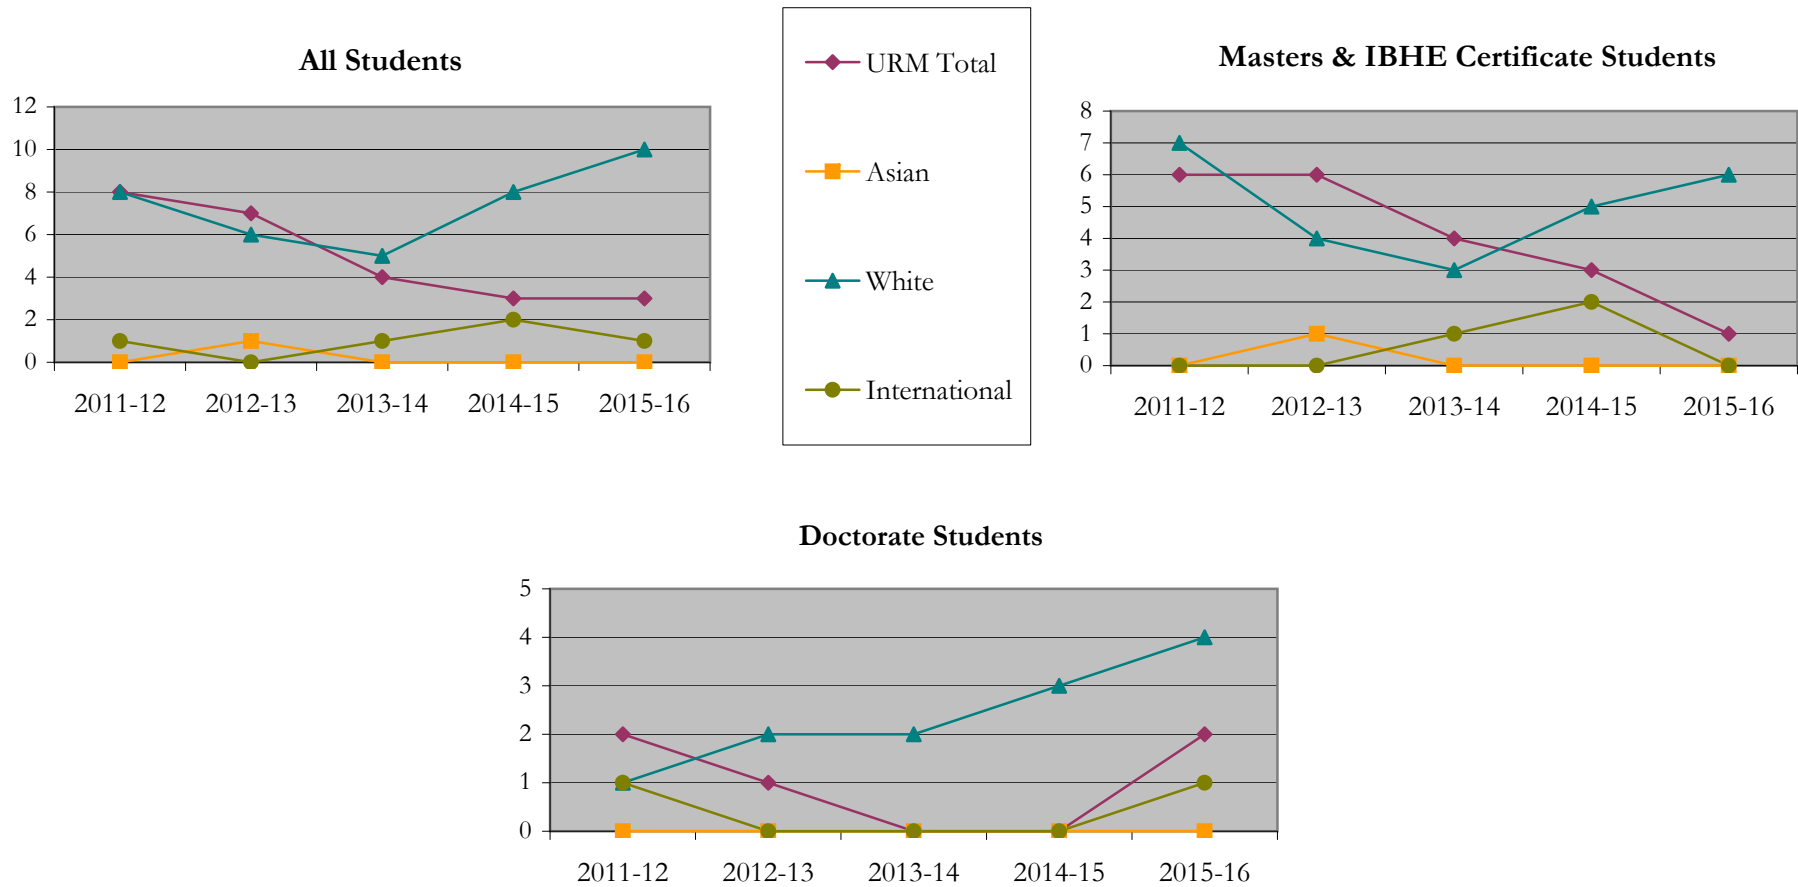 All Students
12
10
8
6
4
2
0
2011-12 2012-13 2013-14 2014-15 2015-16
URM Total
Asian
White
International
Masters & IBHE Certificate Students
8
7
6
5
4
3
2
1
0
2011-12 2012-13 2013-14 2014-15 2015-16
Doctorate Students
5
4
3
2
1
0
2011-12 2012-13 2013-14 2014-15 2015-16